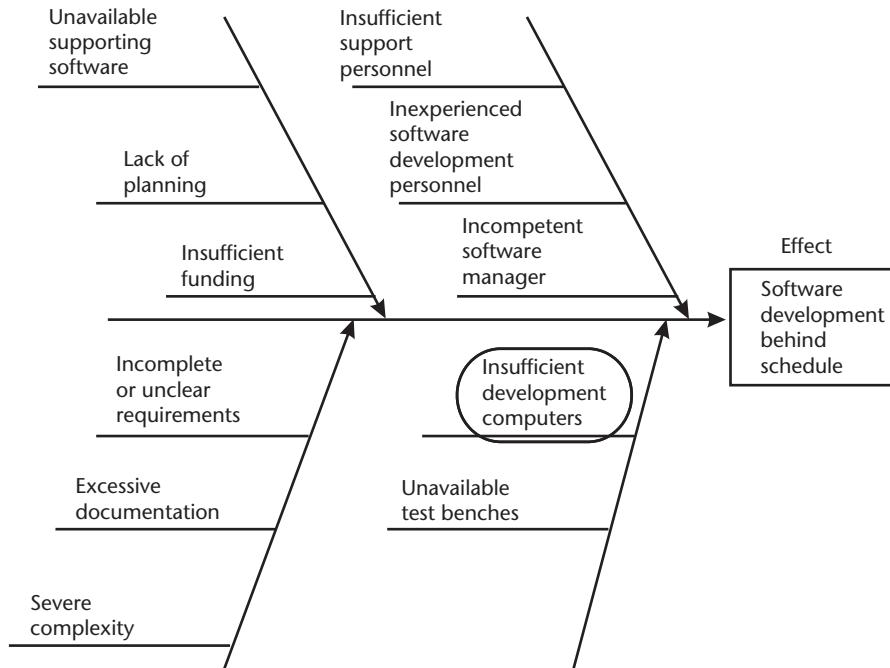 Unavailable
supporting
software
Lack of
planning
Insufficient
funding
Insufficient
support
personnel
Inexperienced
software
development
personnel
Incompetent
software
manager
Effect
Software
development
behind
schedule
Incomplete
or unclear
requirements
Excessive
documentation
Severe
complexity
Insufficient
development
computers
Unavailable
test benches